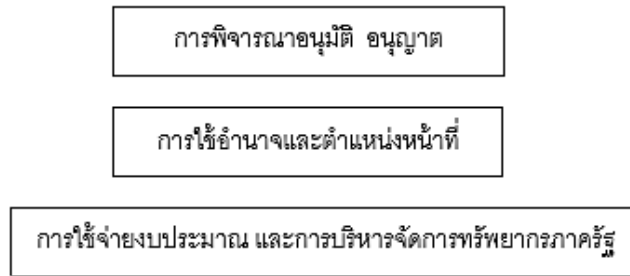 การพิจารณาอนุมัติ อนุญาต
การใช้อำนาจและตำแหน่งหน้าที่
การใช้จ่ายงบประมาณ และการบริหารจัดการทรัพยากรภาครัฐ